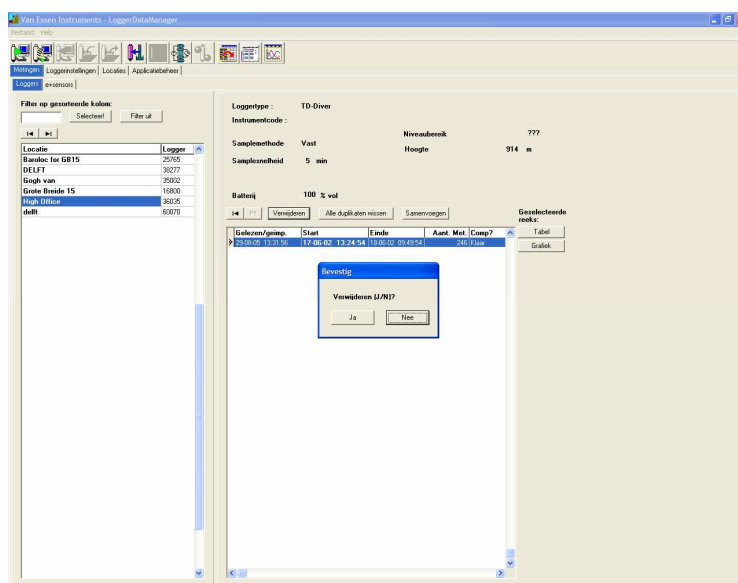 Van Essen Instruments - LoggerDataManager
Bestand Help
Metingen Loggerinstellingen Locaties Applicatiebeheer
Loggers e+sensors
Filter op gesorteerde kolom:
Selecteer! Filter uit
Locatie Logger
Baroloc for GB15 25765
DELFT 38277
Gogh van 35002
Grote Breide 15 16800
High Office 36035
delft 60070
Loggertype : TD-Diver
Instrumentcode :
Niveaubereik ???
Samplemethode Vast
Hoogte 914 m
Samplesnelheid 5 min
Batterij 100 % vol
Verwijderen Alle duplikaten wissen Samenvoegen
Geselecteerde reeks:
Tabel
Grafiek
Gelezen/geimp. Start Einde Aant. Met. Comp?
29-08-05 13:31:56 17-06-02 13:24:54 18-06-02 09:49:54 246 Klaar
Bevestig
Verwijderen (J/N)?
Ja Nee